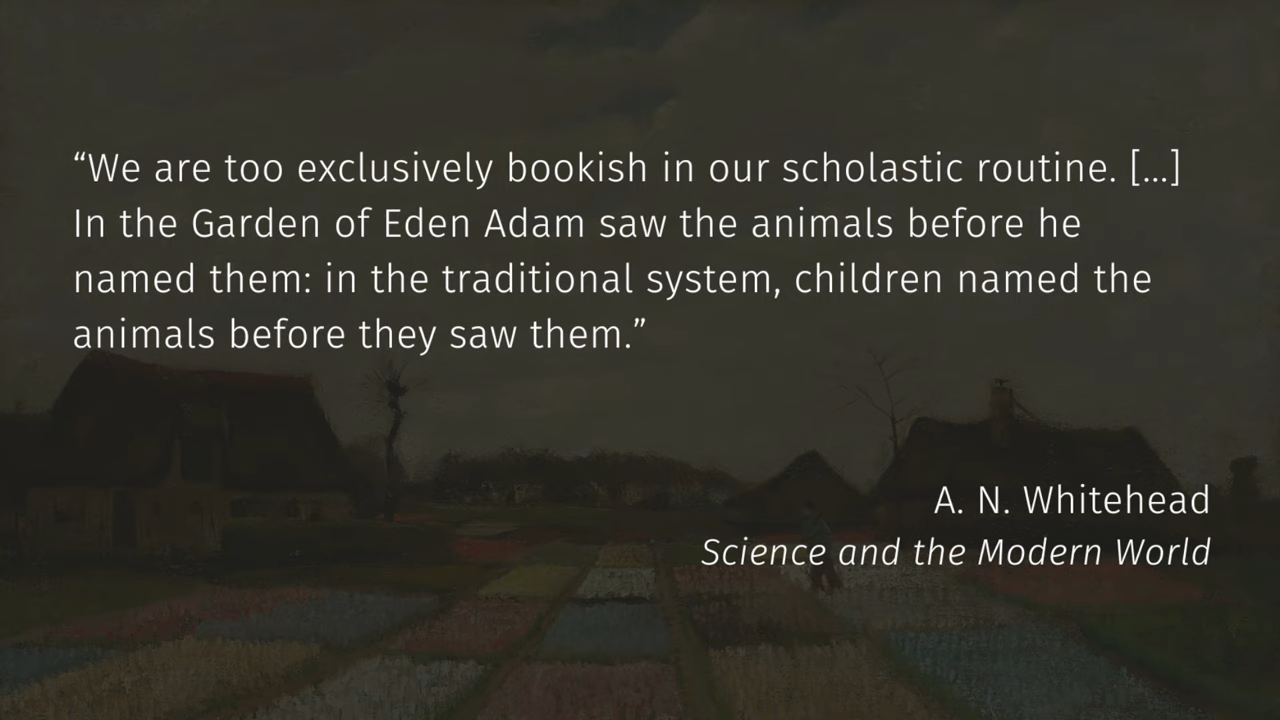 “We are too exclusively bookish in our scholastic routine. [...]
In the Garden of Eden Adam saw the animals before he
named them: in the traditional system, children named the
animals before they saw them.”
A. N. Whitehead
Science and the Modern World